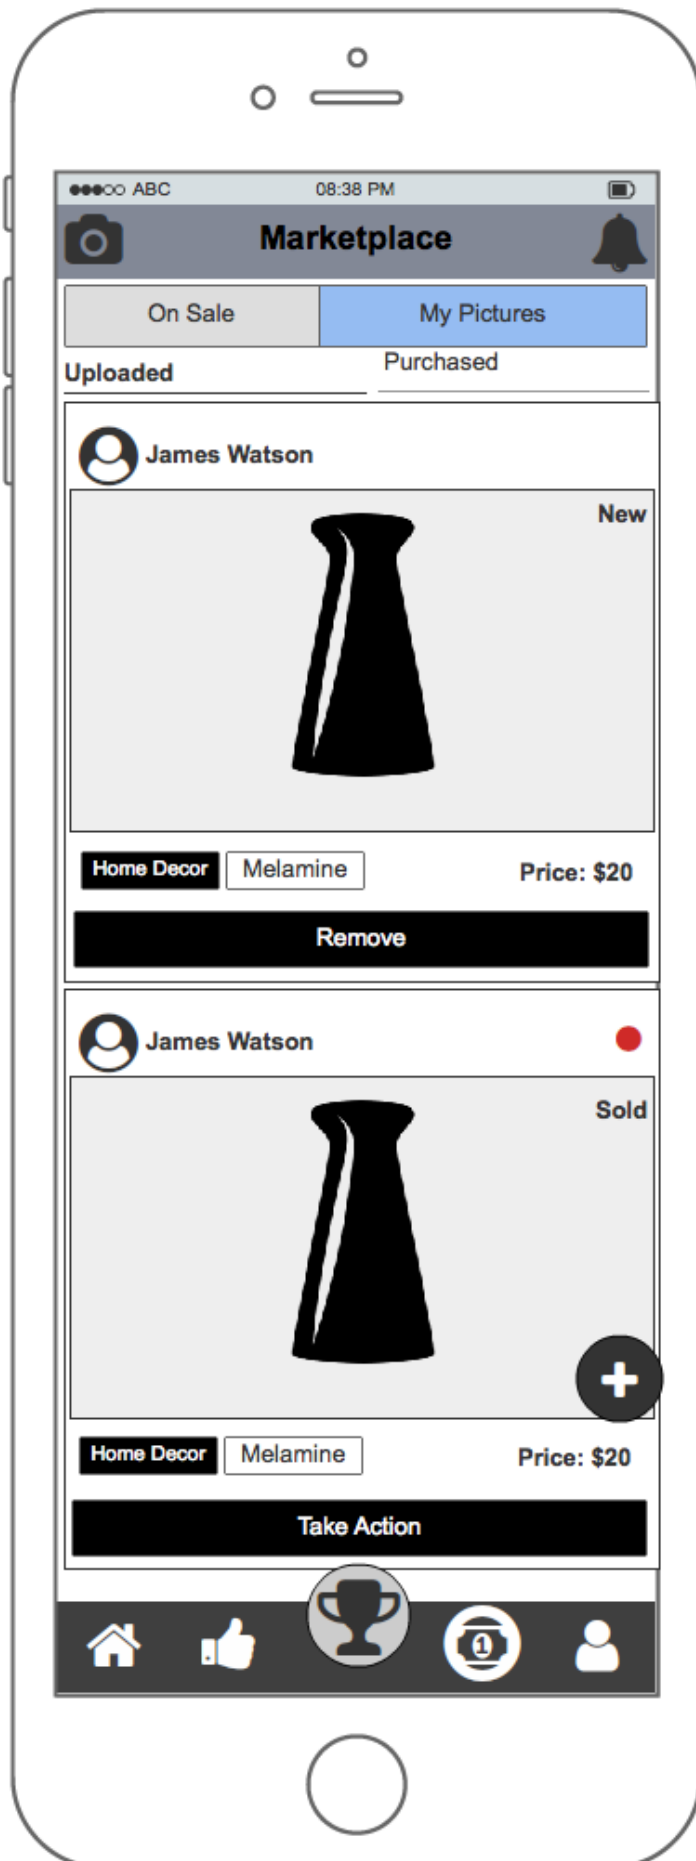 ABC 08:38 PM
Marketplace
On Sale My Pictures
Uploaded Purchased
James Watson
New
Home Decor Melamine Price: $20
Remove
James Watson
Sold
Home Decor Melamine Price: $20
Take Action
1